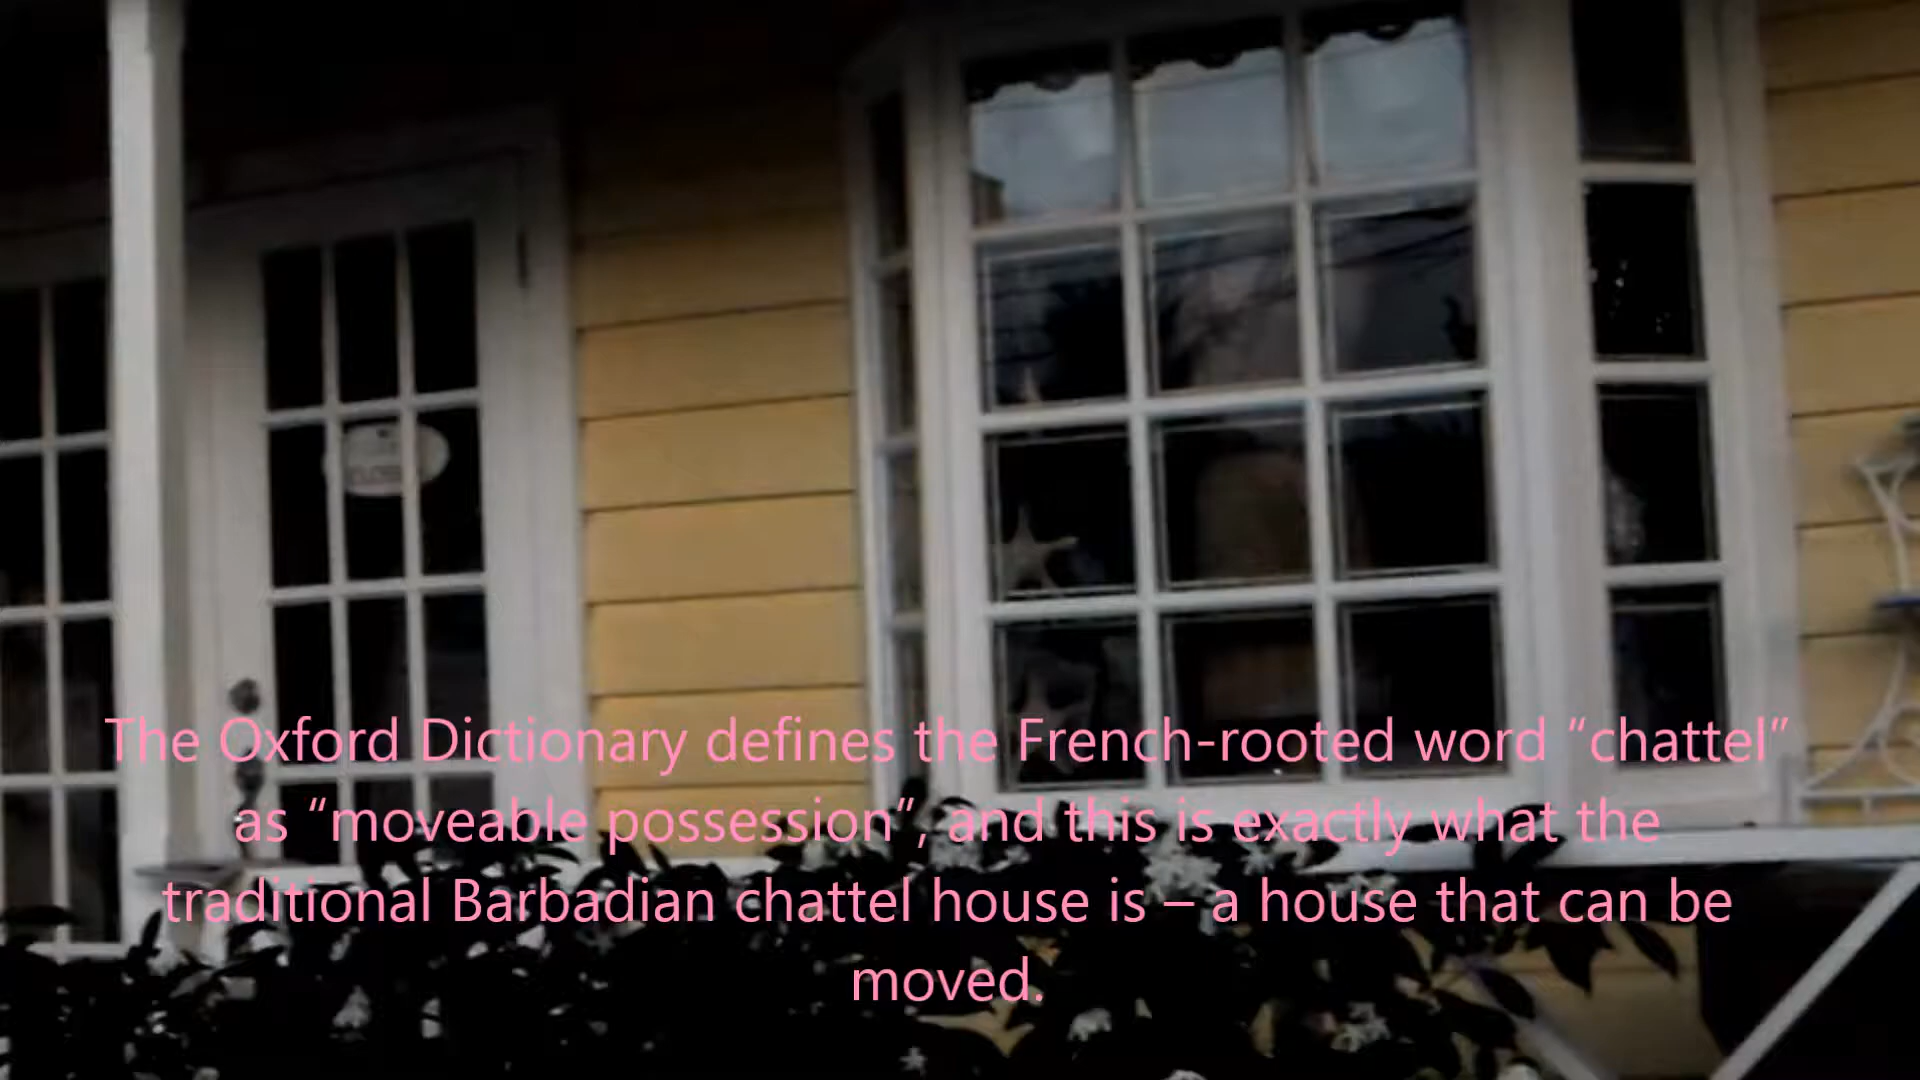 The Oxford Dictionary defines the French-rooted word “chattel”
as “moveable possession”, and this is exactly what the
traditional Barbadian chattel house is – a house that can be
moved.